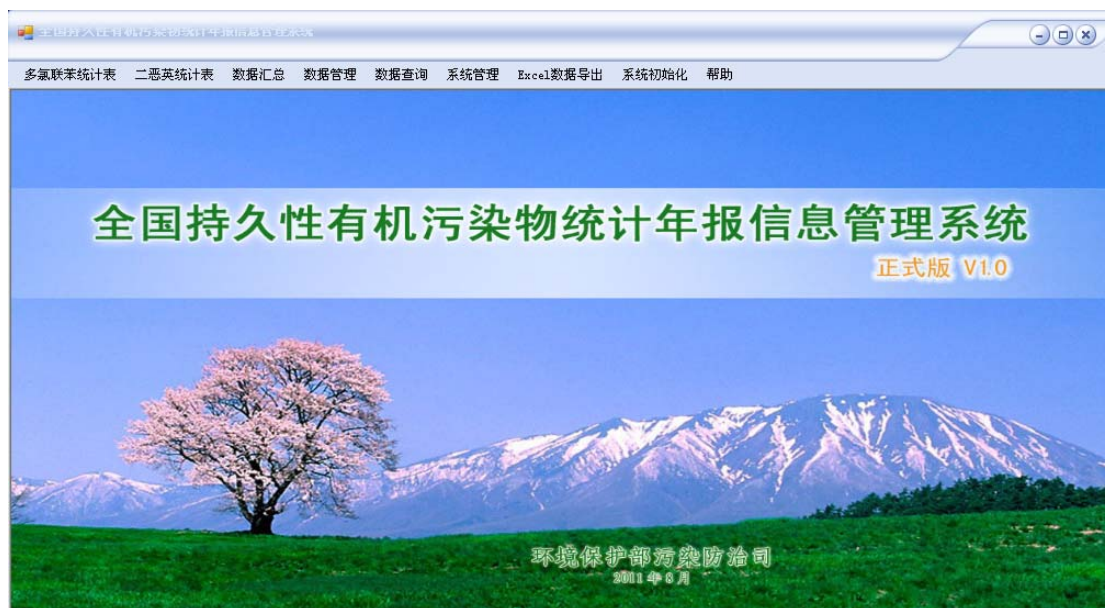 全国持久性有机污染物统计年报信息管理系统
多氯联苯统计表 二恶英统计表 数据汇总 数据管理 数据查询 系统管理 Excel数据导出 系统初始化 帮助
全国持久性有机污染物统计年报信息管理系统
正式版 V1.0
环境保护部污染防治司
2011年8月